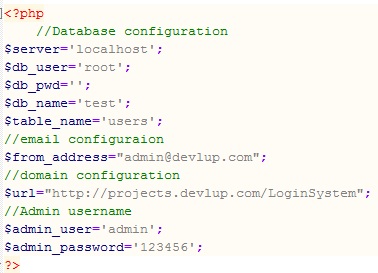 <?php
//Database configuration
$server='localhost';
$db_user='root';
$db_pwd='';
$db_name='test';
$table_name='users';
//email configuraion
$from_address="admin@devlup.com";
//domain configuration
$url="http://projects.devlup.com/LoginSystem";
//Admin username
$admin_user='admin';
$admin_password='123456';
?>